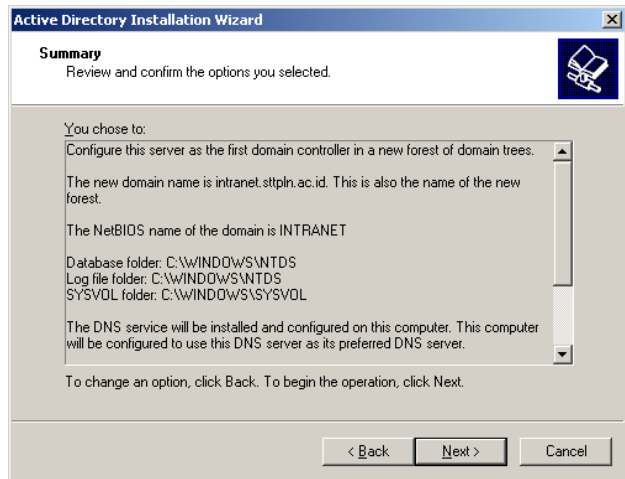 Active Directory Installation Wizard
Summary
Review and confirm the options you selected.
You chose to:
Configure this server as the first domain controller in a new forest of domain trees.
The new domain name is intranet.sttpln.ac.id. This is also the name of the new
forest.
The NetBIOS name of the domain is INTRANET
Database folder: C:\WINDOWS\NTDS
Log file folder: C:\WINDOWS\NTDS
SYSVOL folder: C:\WINDOWS\SYSVOL
The DNS service will be installed and configured on this computer. This computer
will be configured to use this DNS server as its preferred DNS server.
To change an option, click Back. To begin the operation, click Next.
< Back
Next >
Cancel